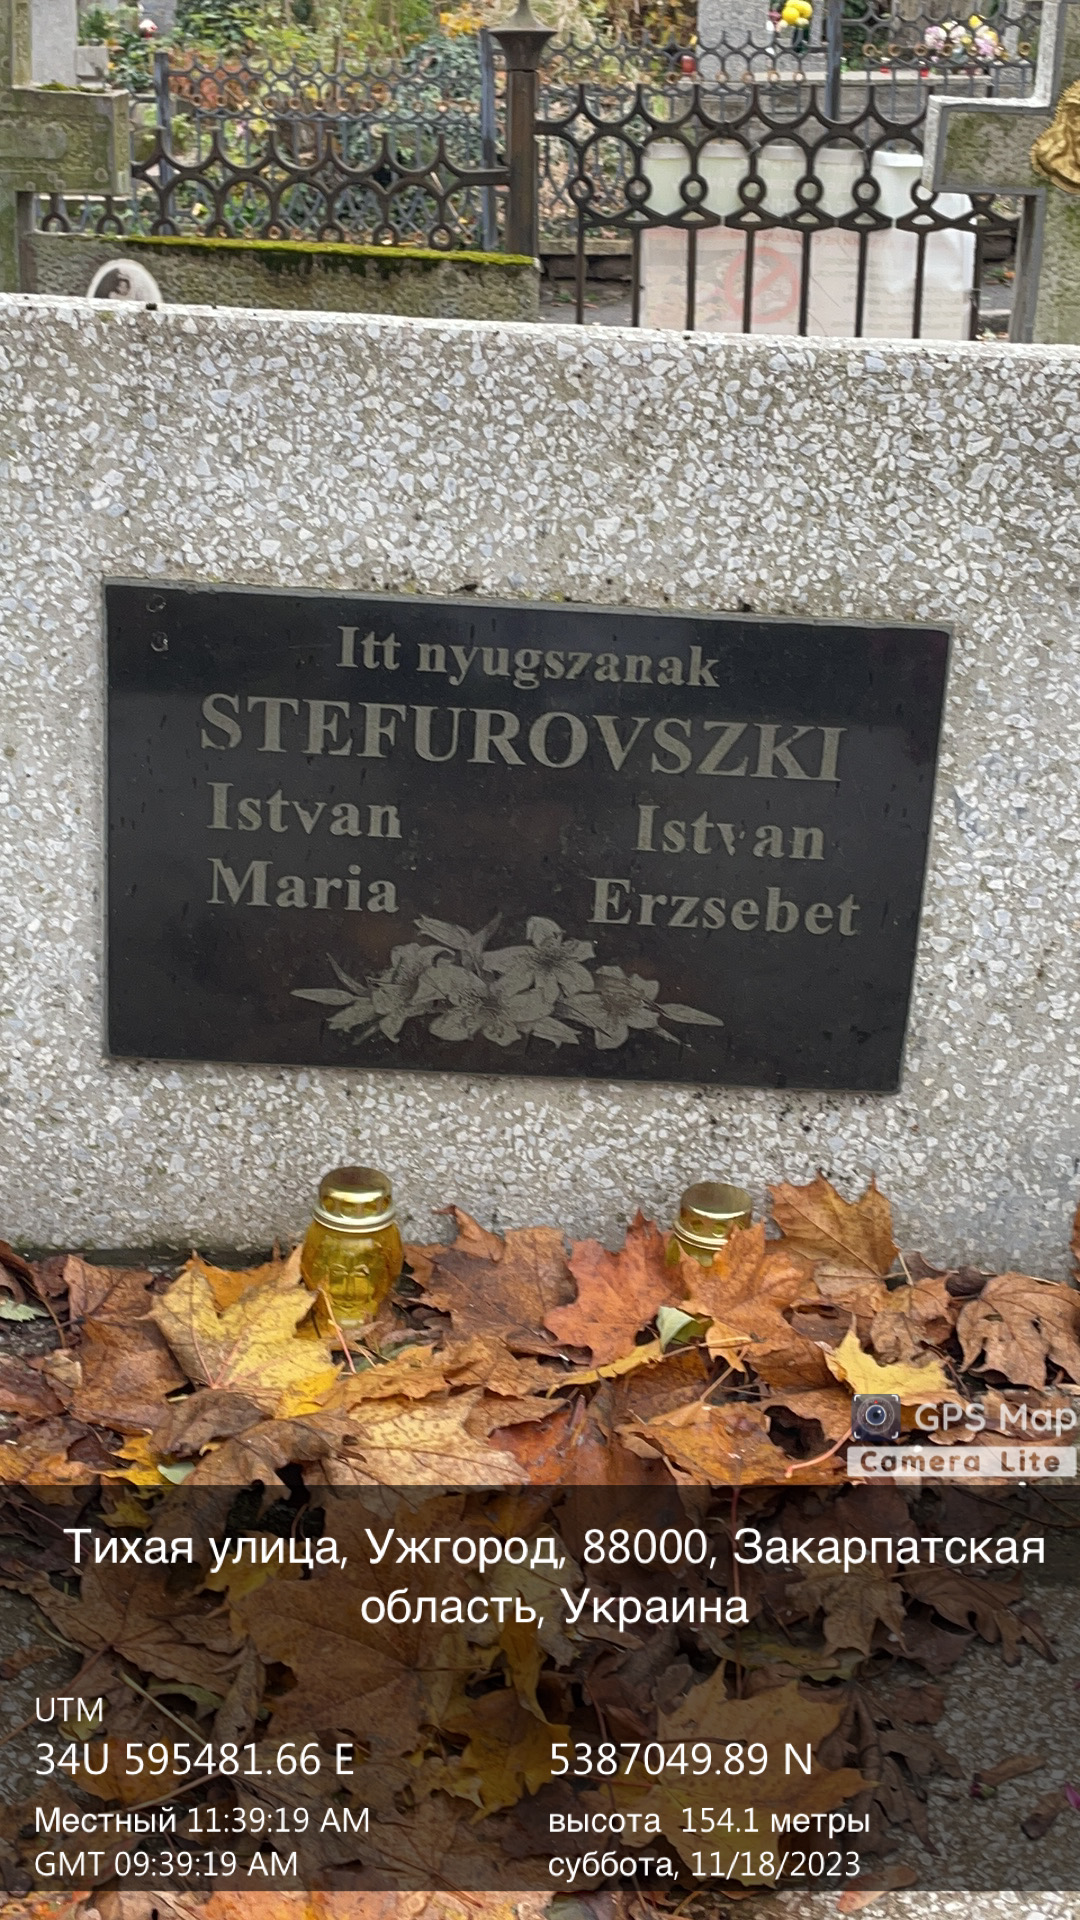 Itt nyugszanak
STEFUROVSZKI
Istvan Istvan
Maria Erzsebet
GPS Map
Camera Lite
Тихая улица, Ужгород, 88000, Закарпатская
область, Украина
UTM
34U 595481.66 E 5387049.89 N
Местный 11:39:19 AM высота 154.1 метры
GMT 09:39:19 AM суббота, 11/18/2023